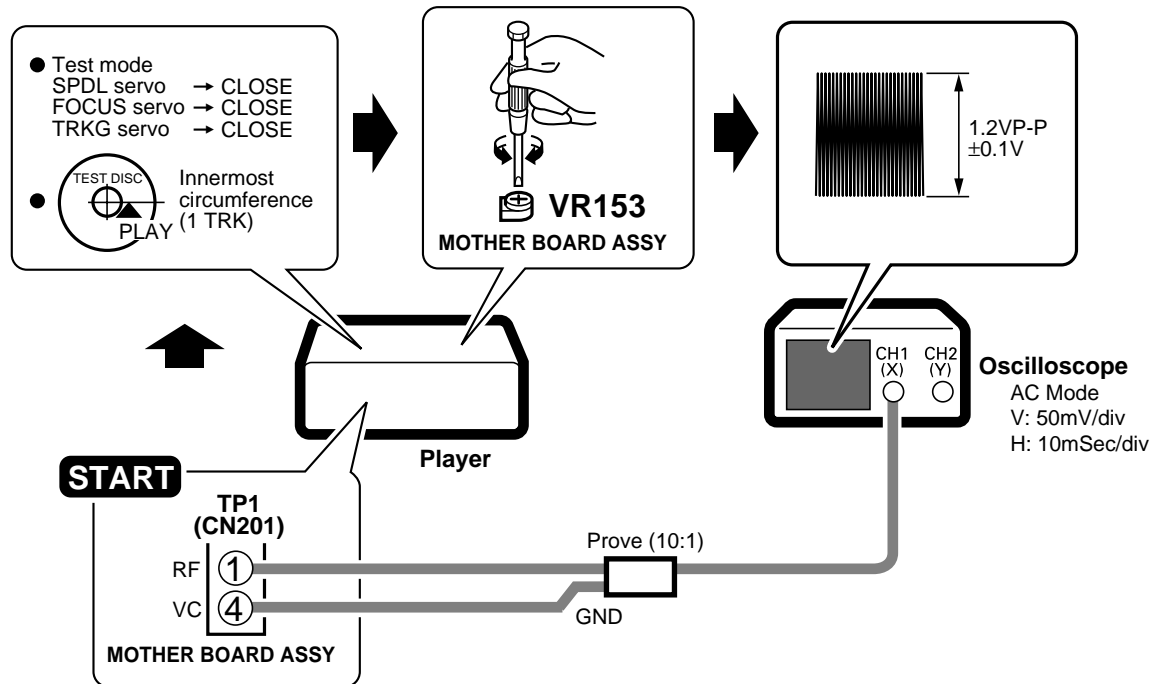 ● Test mode
SPDL servo → CLOSE
FOCUS servo → CLOSE
TRKG servo → CLOSE
● TEST DISC
PLAY
Innermost
circumference
(1 TRK)
VR153
MOTHER BOARD ASSY
1.2VP-P
±0.1V
CH1
(X)
CH2
(Y)
Oscilloscope
AC Mode
V: 50mV/div
H: 10mSec/div
Player
START
TP1
(CN201)
RF 1
VC 4
MOTHER BOARD ASSY
Prove (10:1)
GND